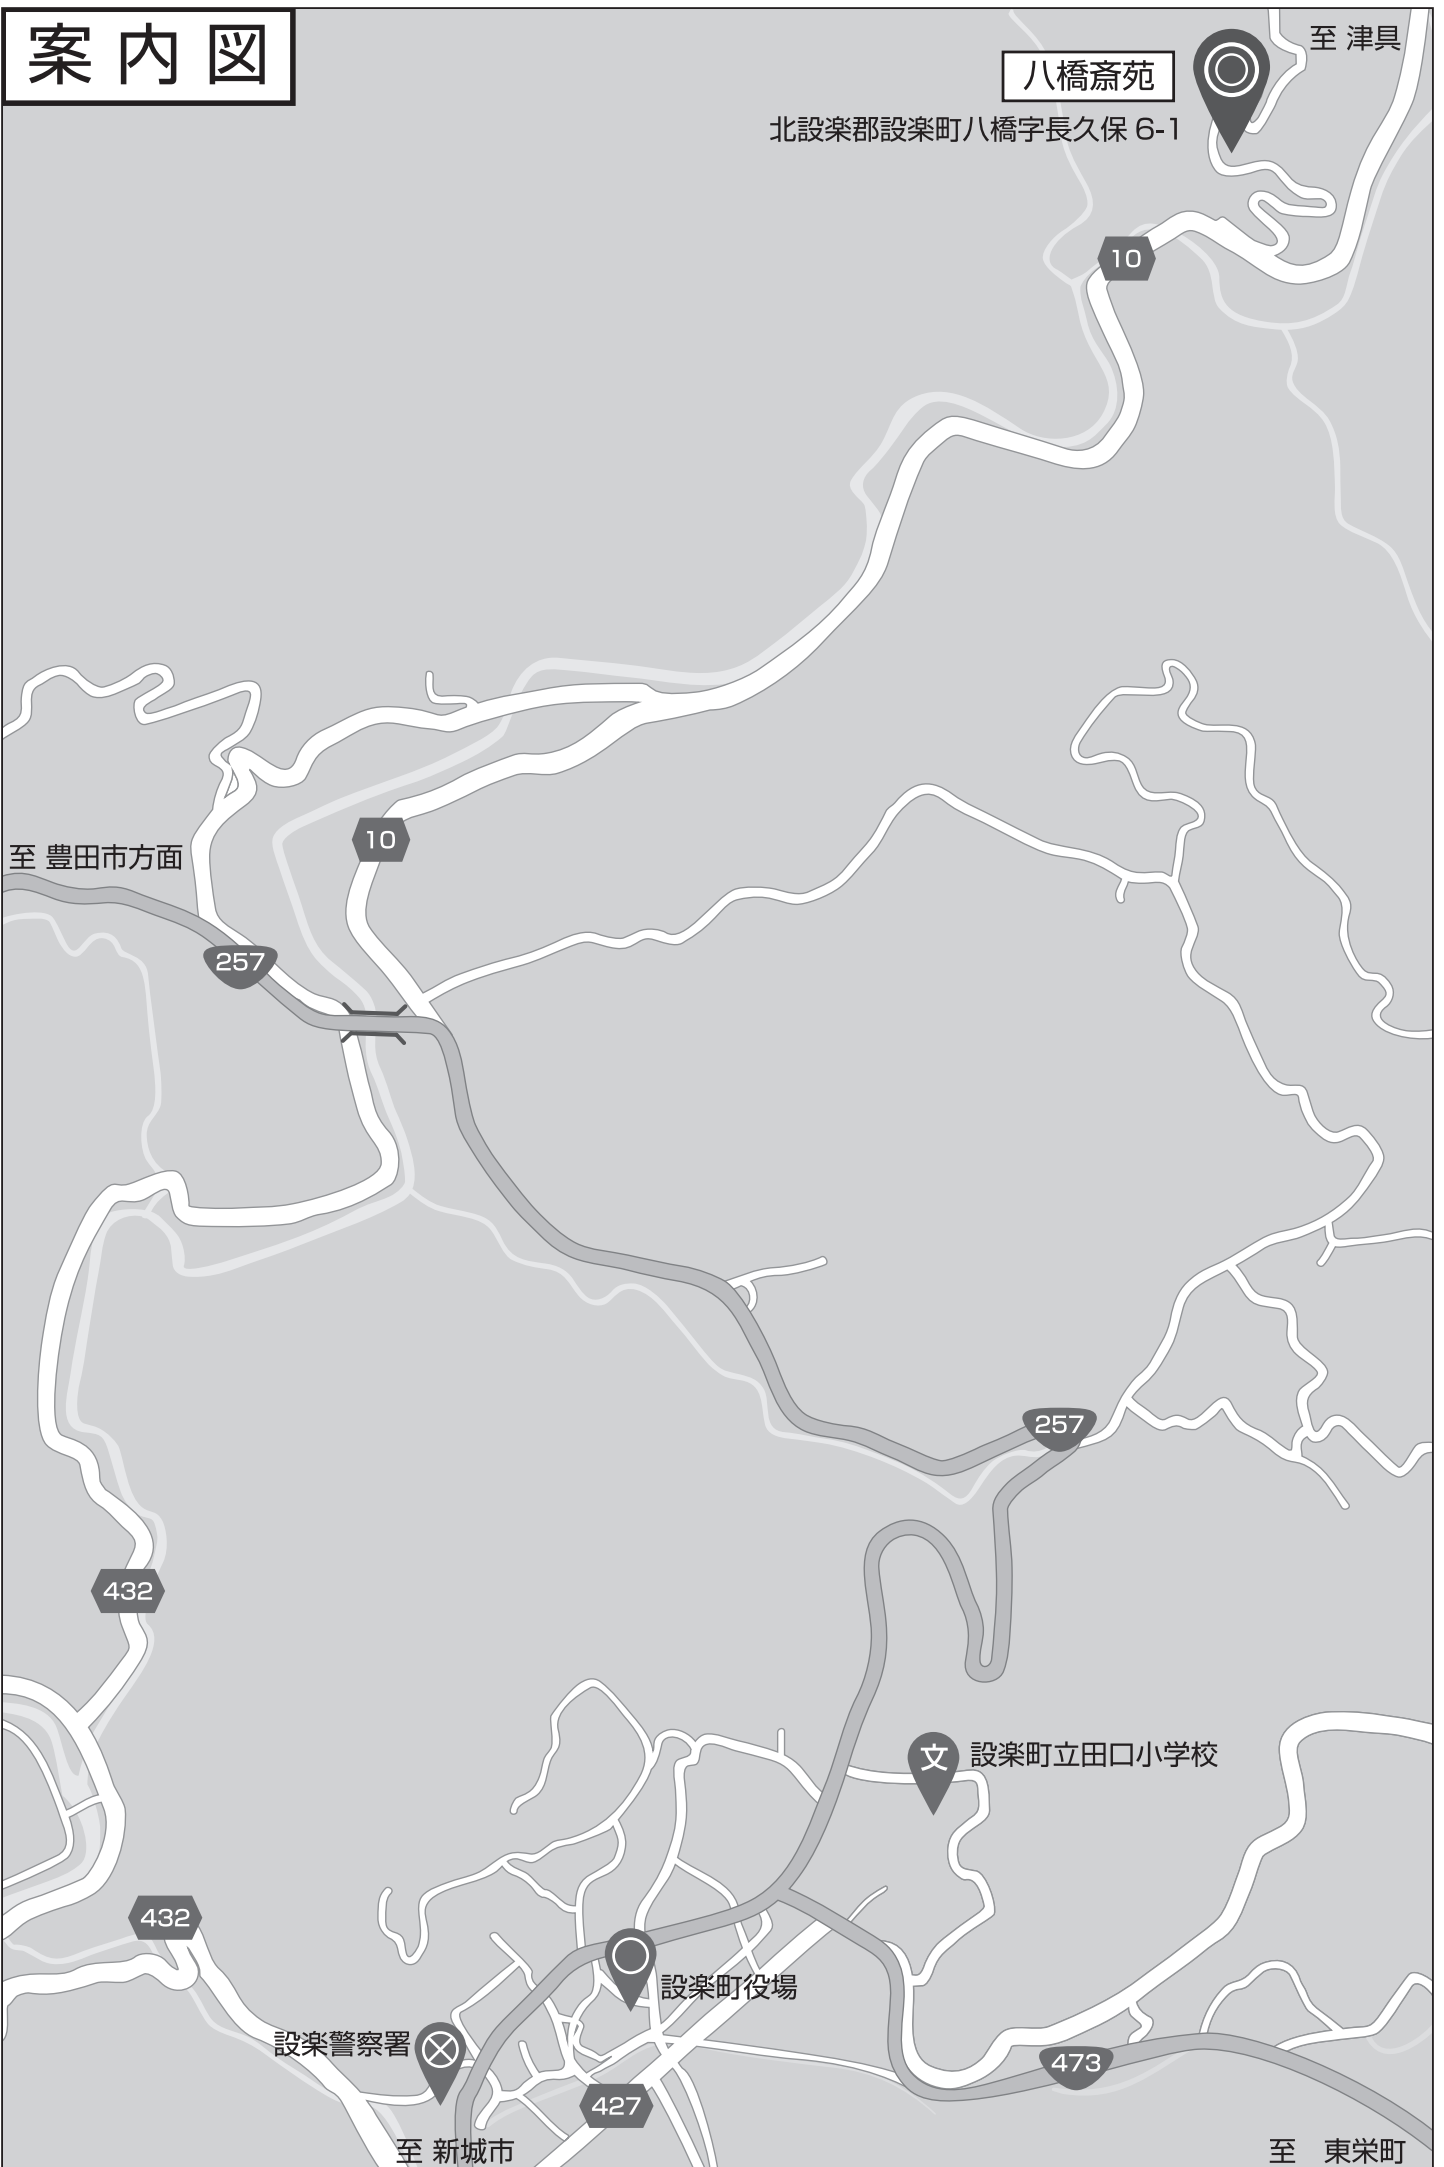 案内図
至 津具
八橋斎苑
北設楽郡設楽町八橋字長久保 6-1
10
10
至 豊田市方面
257
257
432
文
設楽町立田口小学校
432
設楽町役場
設楽警察署
473
427
至 新城市
至 東栄町